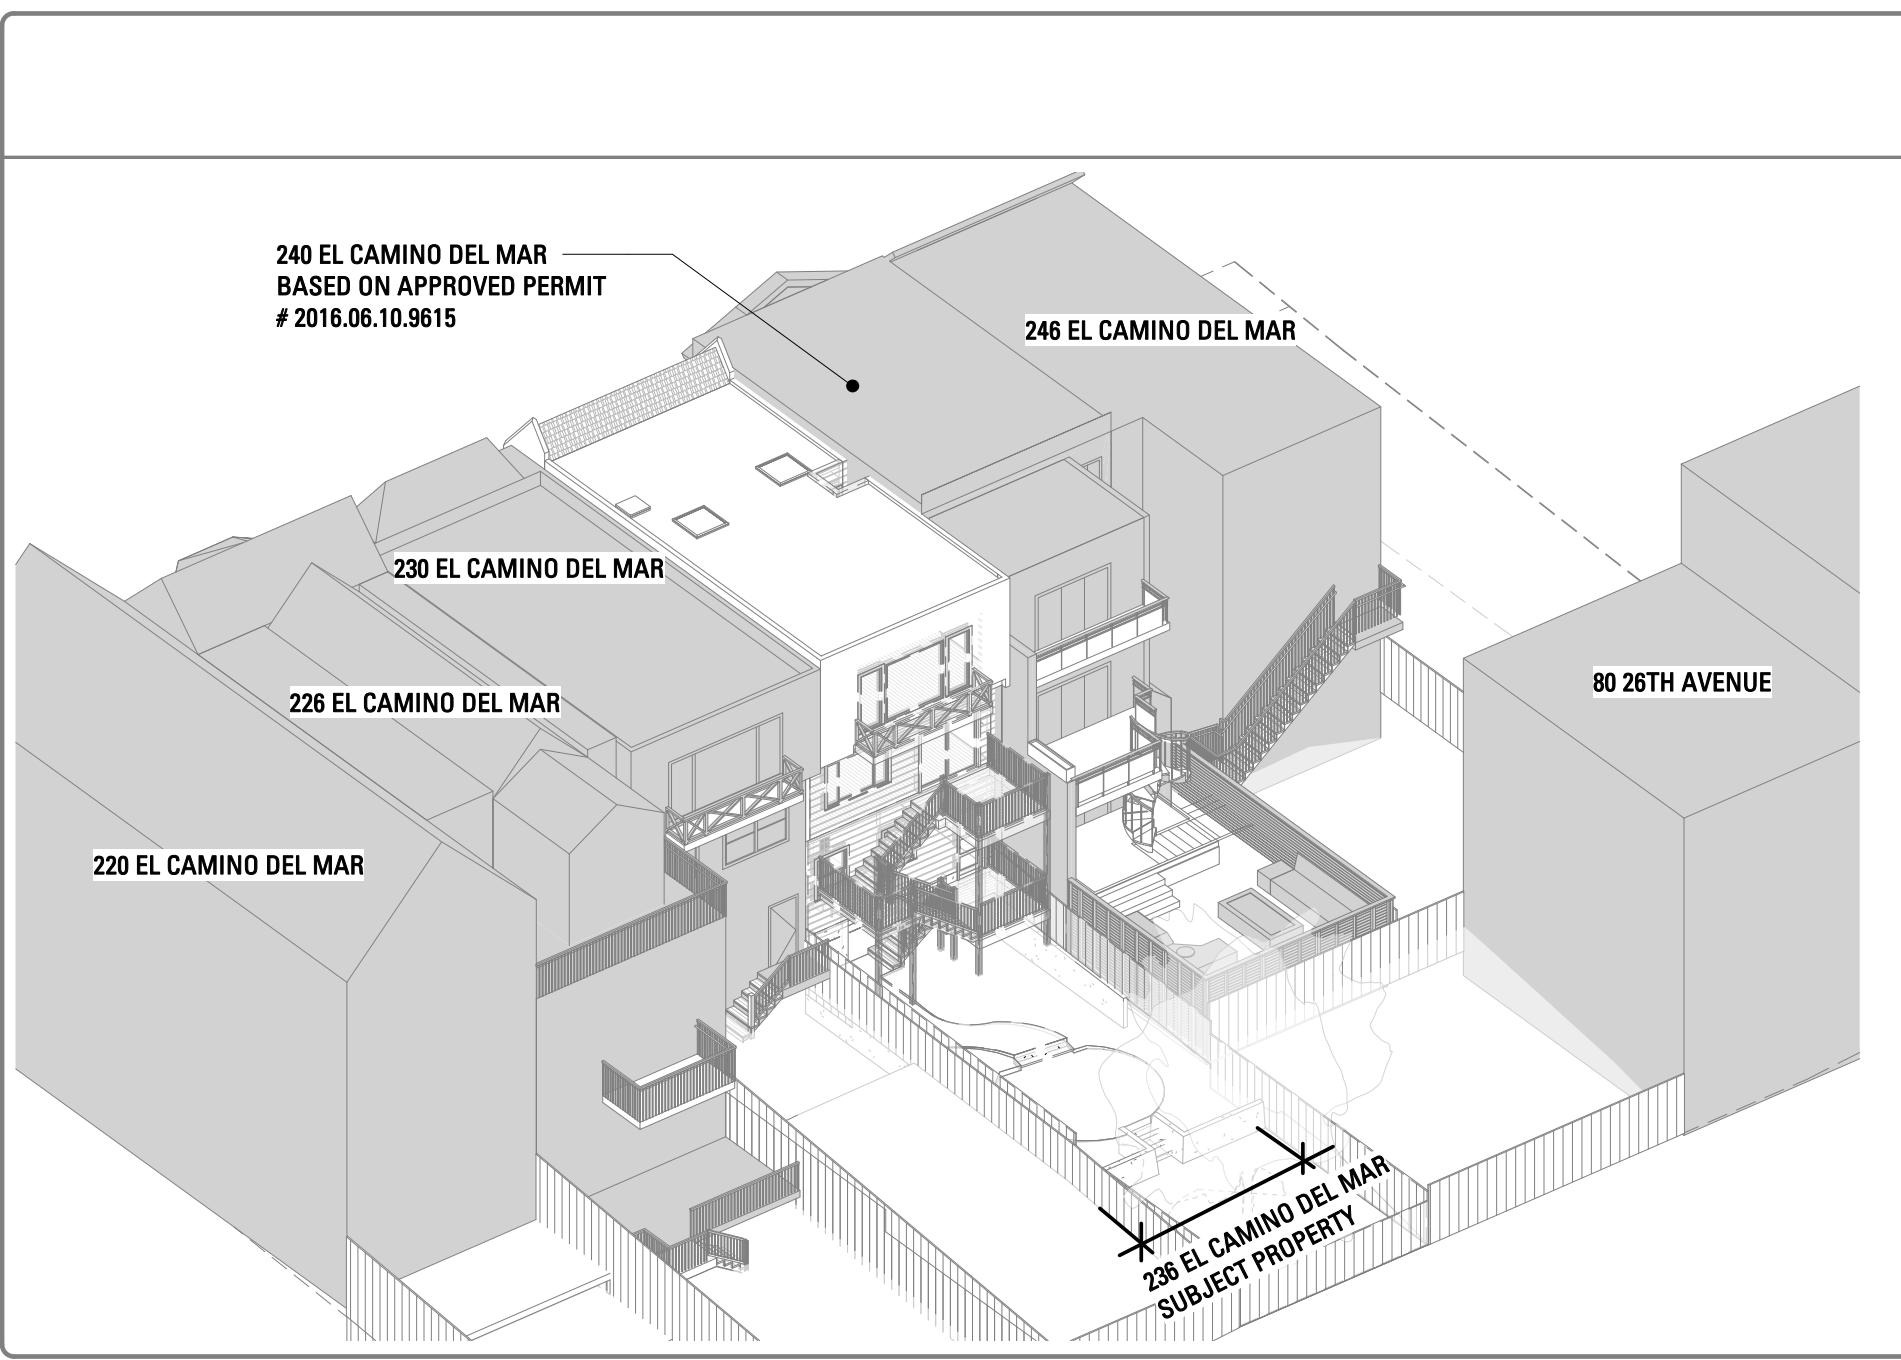 240 EL CAMINO DEL MAR
BASED ON APPROVED PERMIT
# 2016.06.10.9615
246 EL CAMINO DEL MAR
230 EL CAMINO DEL MAR
80 26TH AVENUE
226 EL CAMINO DEL MAR
220 EL CAMINO DEL MAR
236 EL CAMINO DEL MAR
SUBJECT PROPERTY